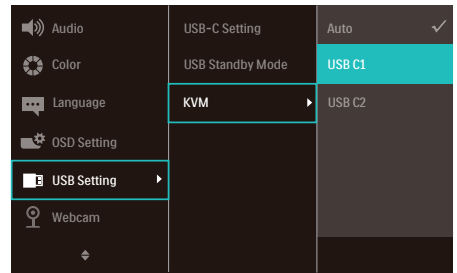 Audio
Color
Language
OSD Setting
USB Setting
Webcam
USB-C Setting
USB Standby Mode
KVM
Auto
USB C1
USB C2